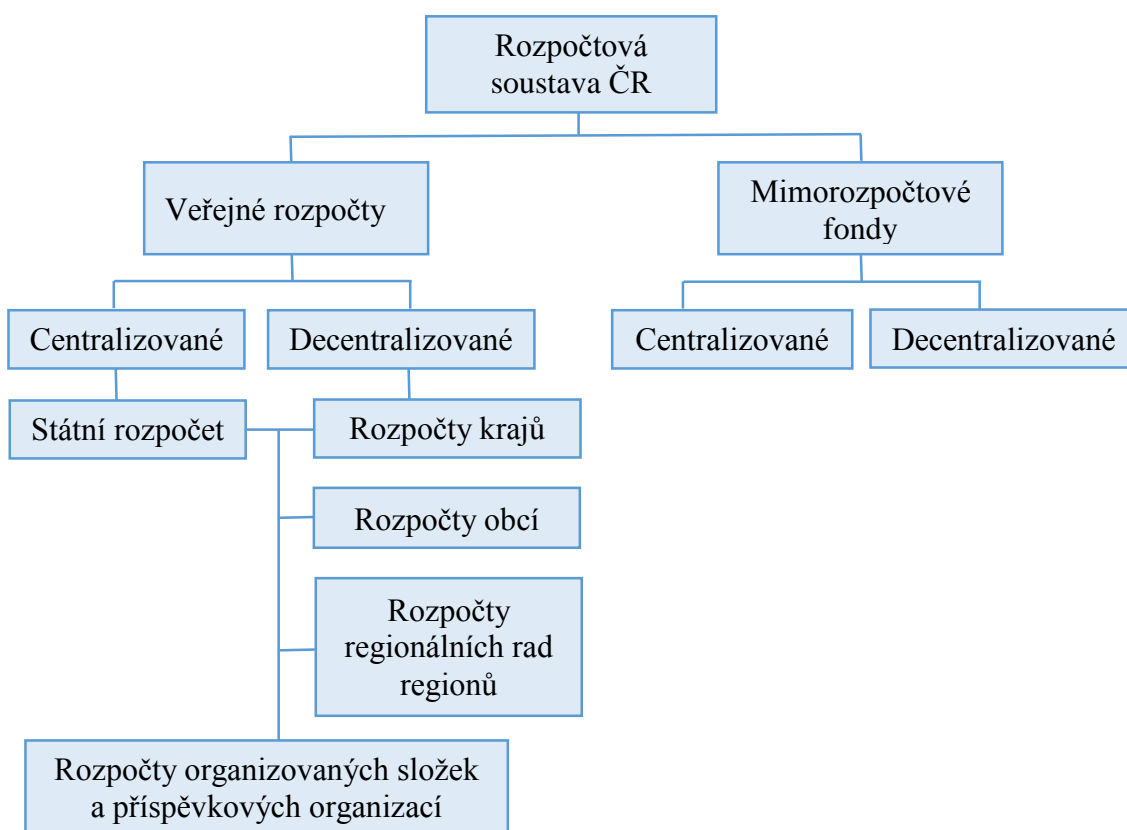 Rozpočtová
soustava ČR
Veřejné rozpočty
Mimorozpočtové
fondy
Centralizované
Decentralizované
Centralizované
Decentralizované
Státní rozpočet
Rozpočty krajů
Rozpočty obcí
Rozpočty
regionálních rad
regionů
Rozpočty organizovaných složek
a příspěvkových organizací